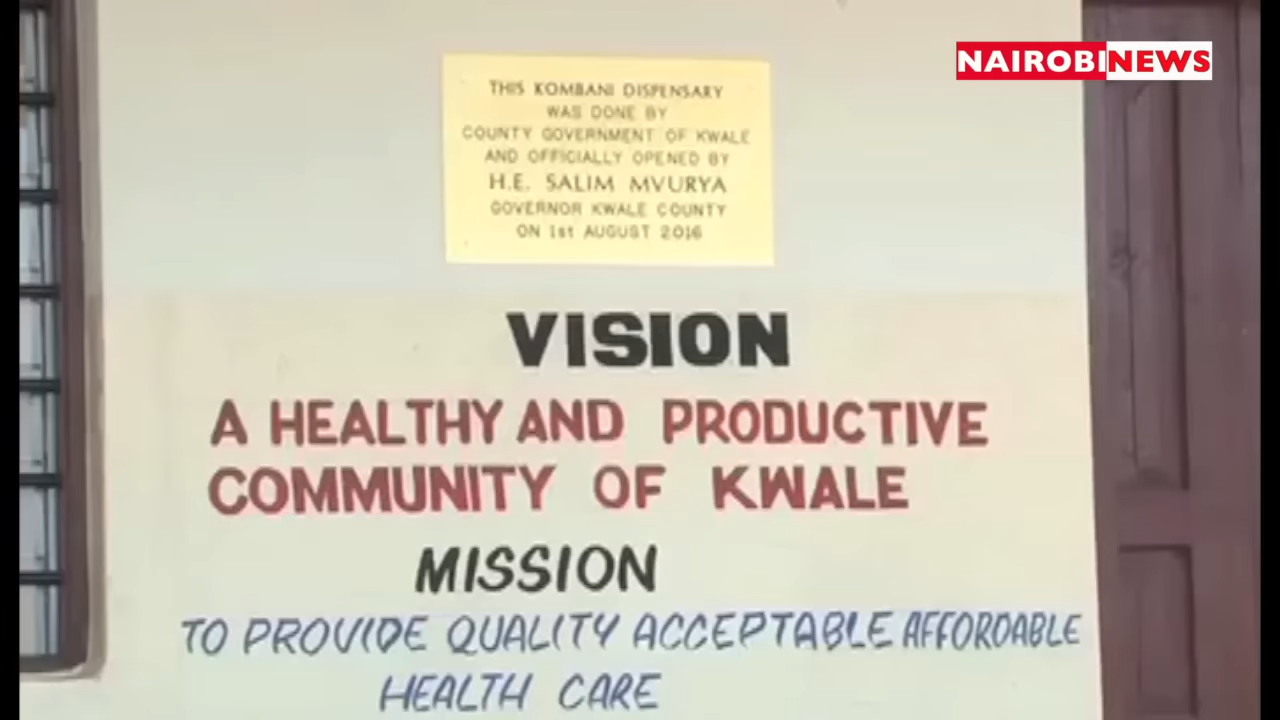 NAIROBINEWS
THIS KOMBANI DISPENSARY
WAS DONE BY
COUNTY GOVERNMENT OF KWALE
AND OFFICIALLY OPENED BY
H.E. SALIM MVURYA
GOVERNOR KWALE COUNTY
ON 1st AUGUST 2016
VISION
A HEALTHY AND PRODUCTIVE
COMMUNITY OF KWALE
MISSION
TO PROVIDE QUALITY ACCEPTABLE AFFORDABLE
HEALTH CARE